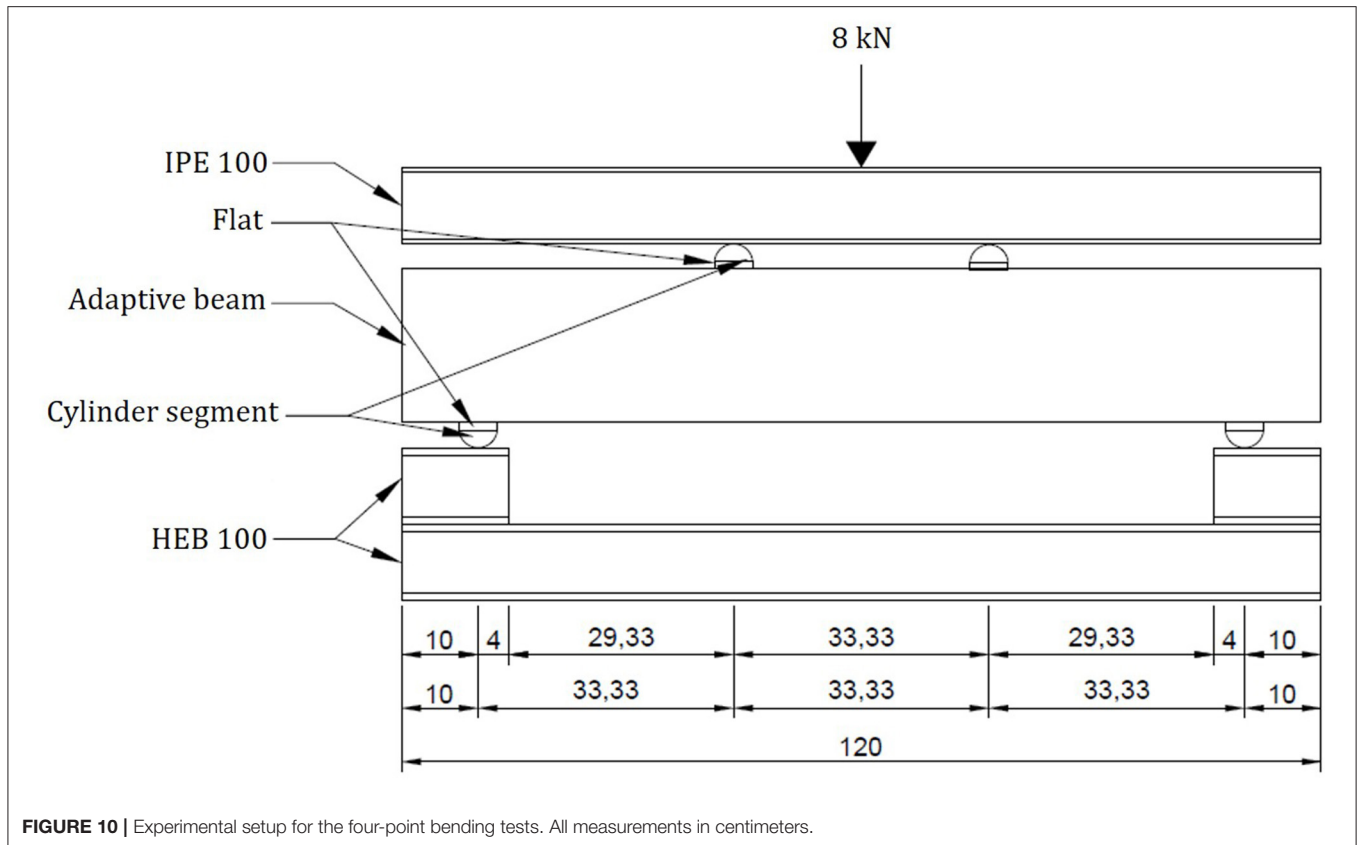 8 kN
IPE 100
Flat
Adaptive beam
Cylinder segment
HEB 100
10 4 29,33 33,33 29,33 4 10
10 33,33 33,33 33,33 10
120
FIGURE 10 | Experimental setup for the four-point bending tests. All measurements in centimeters.